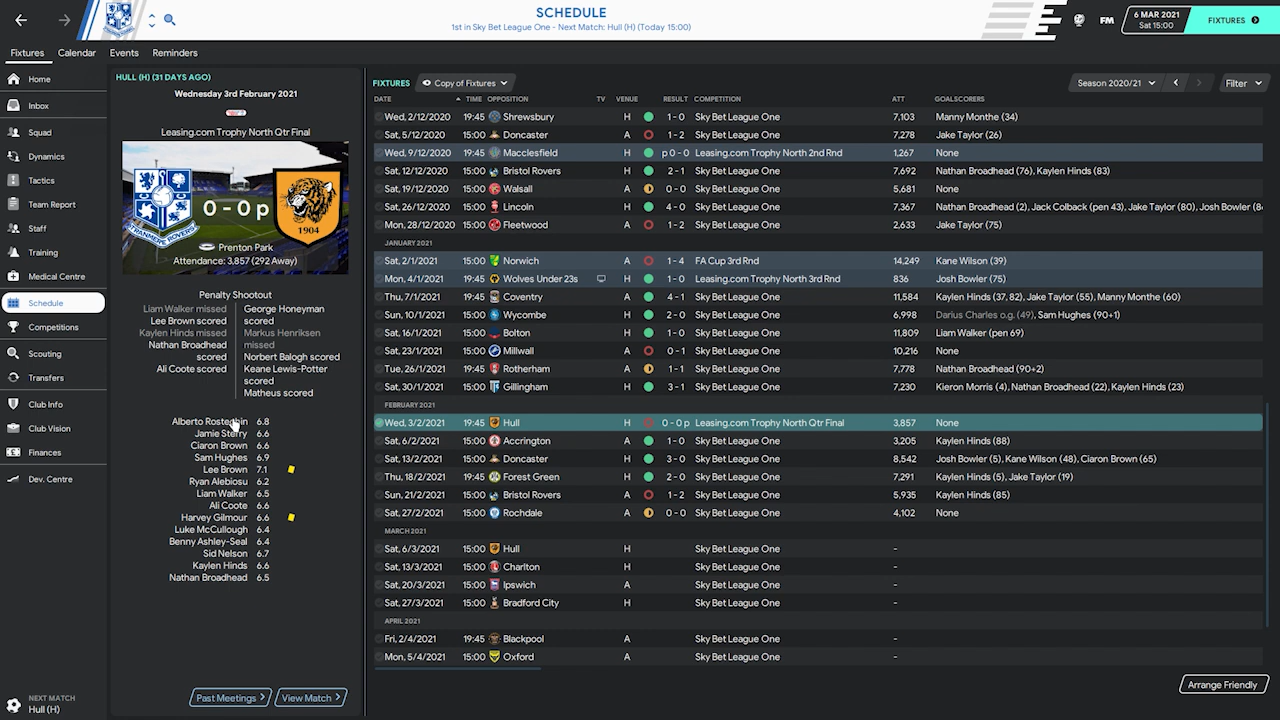 SCHEDULE
1st in Sky Bet League One - Next Match: Hull (H) (Today 15:00)
FM
6 MAR 2021
Sat 15:00
FIXTURES
Fixtures Calendar Events Reminders
Home
Inbox
Squad
Dynamics
Tactics
Team Report
Staff
Training
Medical Centre
Schedule
Competitions
Scouting
Transfers
Club Info
Club Vision
Finances
Dev. Centre
NEXT MATCH
Hull (H)
HULL (H) (31 DAYS AGO)
Wednesday 3rd February 2021
Leasing.com Trophy North Qtr Final
TRANMERE ROVERS
0 - 0 p
1904
Prenton Park
Attendance: 3,857 (292 Away)
Penalty Shootout
Liam Walker missed
Lee Brown scored
Kaylen Hinds missed
Nathan Broadhead
scored
Ali Coote scored
George Honeyman
scored
Markus Henriksen
missed
Norbert Balogh scored
Keane Lewis-Potter
scored
Matheus scored
Alberto 6.8
Jamie Sterry 6.6
Ciaron Brown 6.6
Sam Hughes 6.9
Lee Brown 7.1
Ryan Alebiosu 6.2
Liam Walker 6.5
Ali Coote 6.6
Harvey Gilmour 6.6
Luke McCullough 6.4
Benny Ashley-Seal 6.4
Sid Nelson 6.7
Kaylen Hinds 6.6
Nathan Broadhead 6.5
Past Meetings
View Match
FIXTURES Copy of Fixtures Season 2020/21 Filter
DATE TIME OPPOSITION TV VENUE RESULT COMPETITION ATT GOALSCORERS
Wed, 2/12/2020 19:45 Shrewsbury H 1 - 0 Sky Bet League One 7,103 Manny Monthe (34)
Sat, 5/12/2020 15:00 Doncaster A 1 - 2 Sky Bet League One 7,278 Jake Taylor (26)
Wed, 9/12/2020 19:45 Macclesfield H p 0 - 0 Leasing.com Trophy North 2nd Rnd 1,267 None
Sat, 12/12/2020 15:00 Bristol Rovers H 2 - 1 Sky Bet League One 7,692 Nathan Broadhead (76), Kaylen Hinds (83)
Sat, 19/12/2020 15:00 Walsall A 0 - 0 Sky Bet League One 5,681 None
Sat, 26/12/2020 15:00 Lincoln H 4 - 0 Sky Bet League One 7,367 Nathan Broadhead (2), Jack Colback (pen 43), Jake Taylor (80), Josh Bowler (8
Mon, 28/12/2020 15:00 Fleetwood A 1 - 2 Sky Bet League One 2,633 Jake Taylor (75)
JANUARY 2021
Sat, 2/1/2021 15:00 Norwich A 1 - 4 FA Cup 3rd Rnd 14,249 Kane Wilson (39)
Mon, 4/1/2021 19:45 Wolves Under 23s H 1 - 0 Leasing.com Trophy North 3rd Rnd 836 Josh Bowler (75)
Thu, 7/1/2021 19:45 Coventry A 4 - 1 Sky Bet League One 11,584 Kaylen Hinds (37, 82), Jake Taylor (55), Manny Monthe (60)
Sun, 10/1/2021 15:00 Wycombe H 2 - 0 Sky Bet League One 6,998 Darius Charles o.g. (49), Sam Hughes (90+1)
Sat, 16/1/2021 15:00 Bolton H 1 - 0 Sky Bet League One 11,809 Liam Walker (pen 69)
Sat, 23/1/2021 15:00 Millwall A 0 - 1 Sky Bet League One 10,216 None
Tue, 26/1/2021 19:45 Rotherham A 1 - 1 Sky Bet League One 7,778 Nathan Broadhead (90+2)
Sat, 30/1/2021 15:00 Gillingham H 3 - 1 Sky Bet League One 7,230 Kieron Morris (4), Nathan Broadhead (22), Kaylen Hinds (23)
FEBRUARY 2021
Wed, 3/2/2021 19:45 Hull H 0 - 0 p Leasing.com Trophy North Qtr Final 3,857 None
Sat, 6/2/2021 15:00 Accrington A 1 - 0 Sky Bet League One 3,205 Kaylen Hinds (88)
Sat, 13/2/2021 15:00 Doncaster H 3 - 0 Sky Bet League One 8,542 Josh Bowler (5), Kane Wilson (48), Ciaron Brown (65)
Thu, 18/2/2021 19:45 Forest Green H 2 - 0 Sky Bet League One 7,291 Kaylen Hinds (5), Jake Taylor (19)
Sun, 21/2/2021 15:00 Bristol Rovers A 1 - 2 Sky Bet League One 5,935 Kaylen Hinds (85)
Sat, 27/2/2021 15:00 Rochdale A 0 - 0 Sky Bet League One 4,102 None
MARCH 2021
Sat, 6/3/2021 15:00 Hull H Sky Bet League One -
Sat, 13/3/2021 15:00 Charlton H Sky Bet League One -
Sat, 20/3/2021 15:00 Ipswich A Sky Bet League One -
Sat, 27/3/2021 15:00 Bradford City H Sky Bet League One -
APRIL 2021
Fri, 2/4/2021 19:45 Blackpool A Sky Bet League One -
Mon, 5/4/2021 15:00 Oxford A Sky Bet League One -
Arrange Friendly